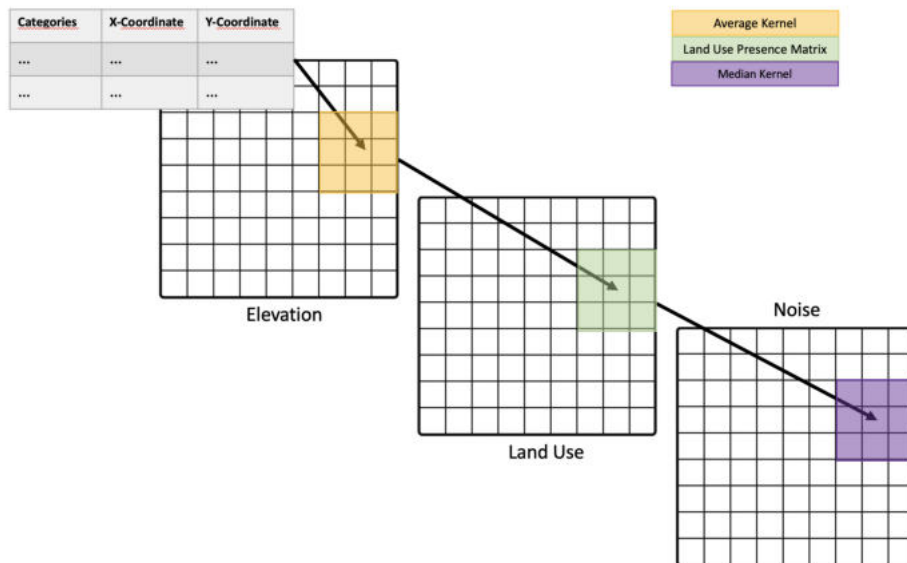 Categories X-Coordinate Y-Coordinate
... ... ...
... ... ...
Average Kernel
Land Use Presence Matrix
Median Kernel
Elevation
Land Use
Noise